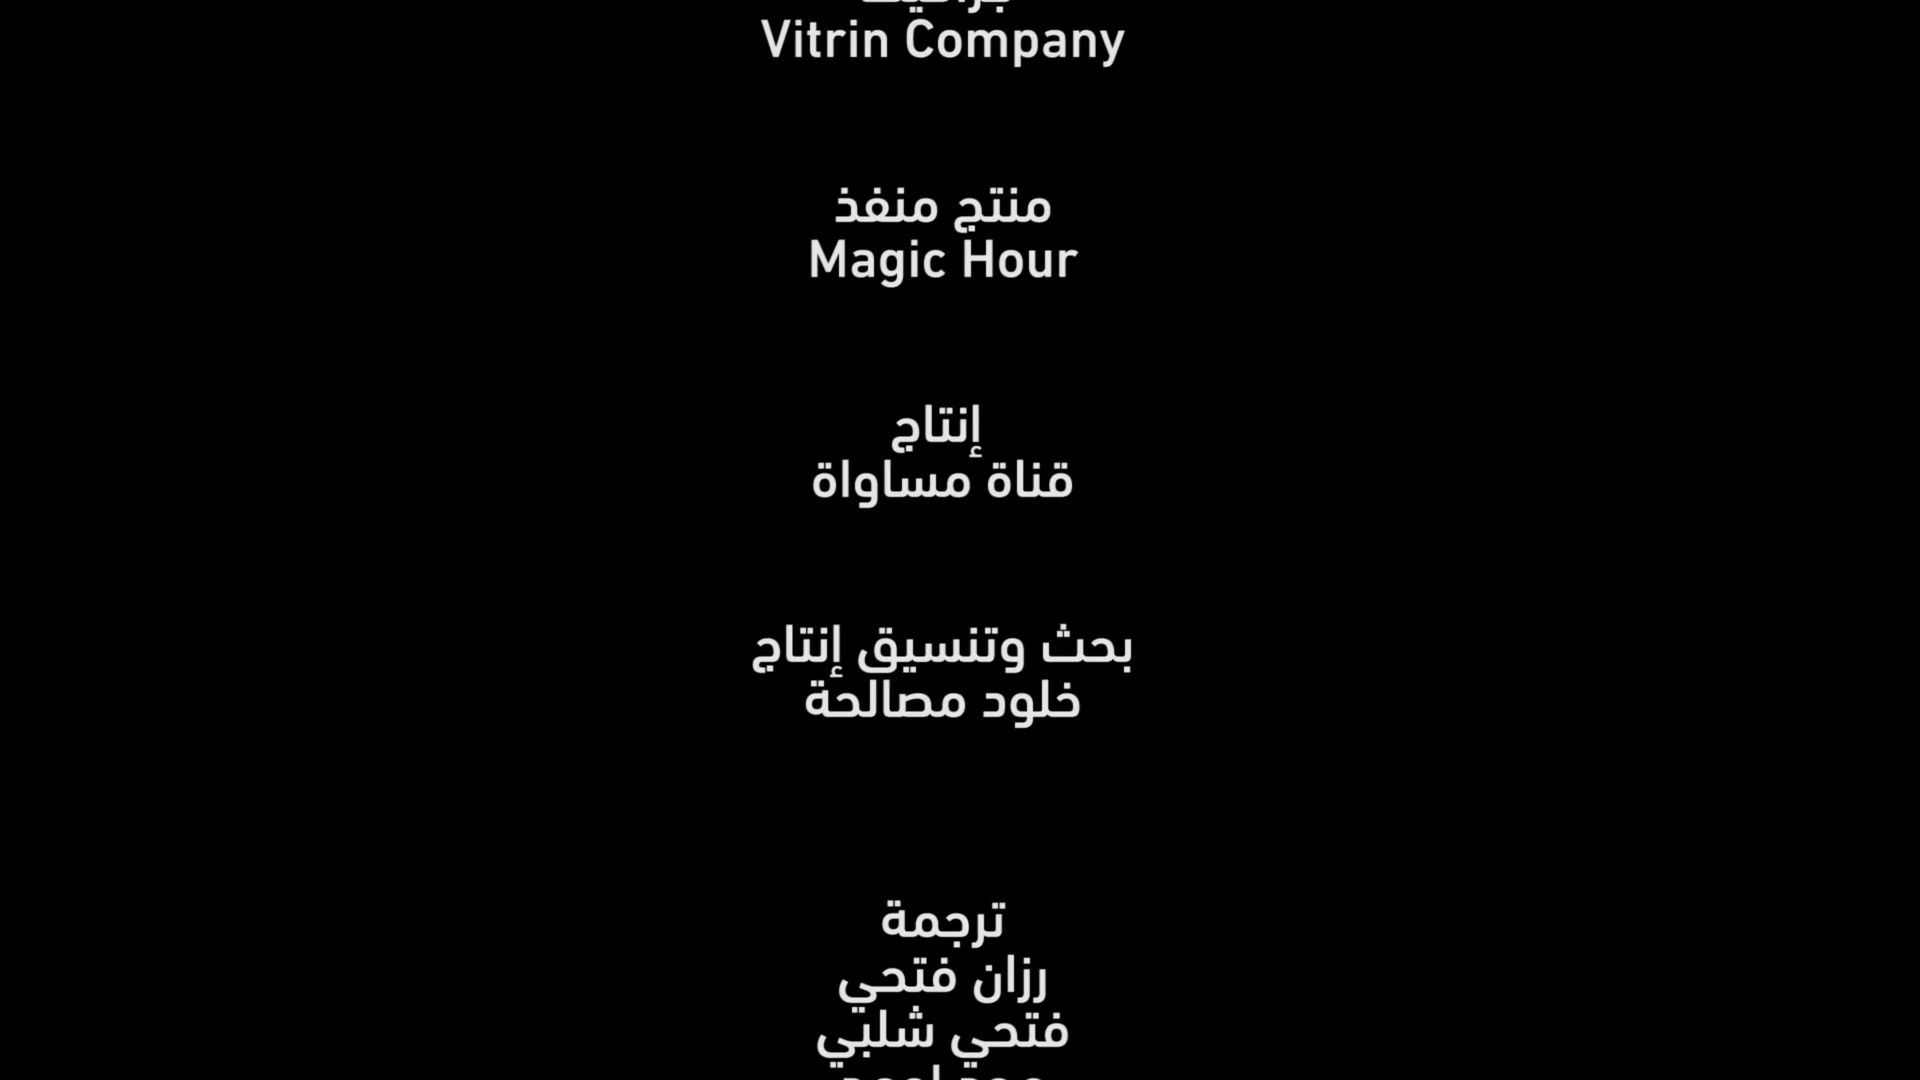 Vitrin Company
منتج منفذ
Magic Hour
إنتاج
قناة مساواة
بحث وتنسيق إنتاج
خلود مصالحة
ترجمة
رزان فتحي
فتحي شلبي